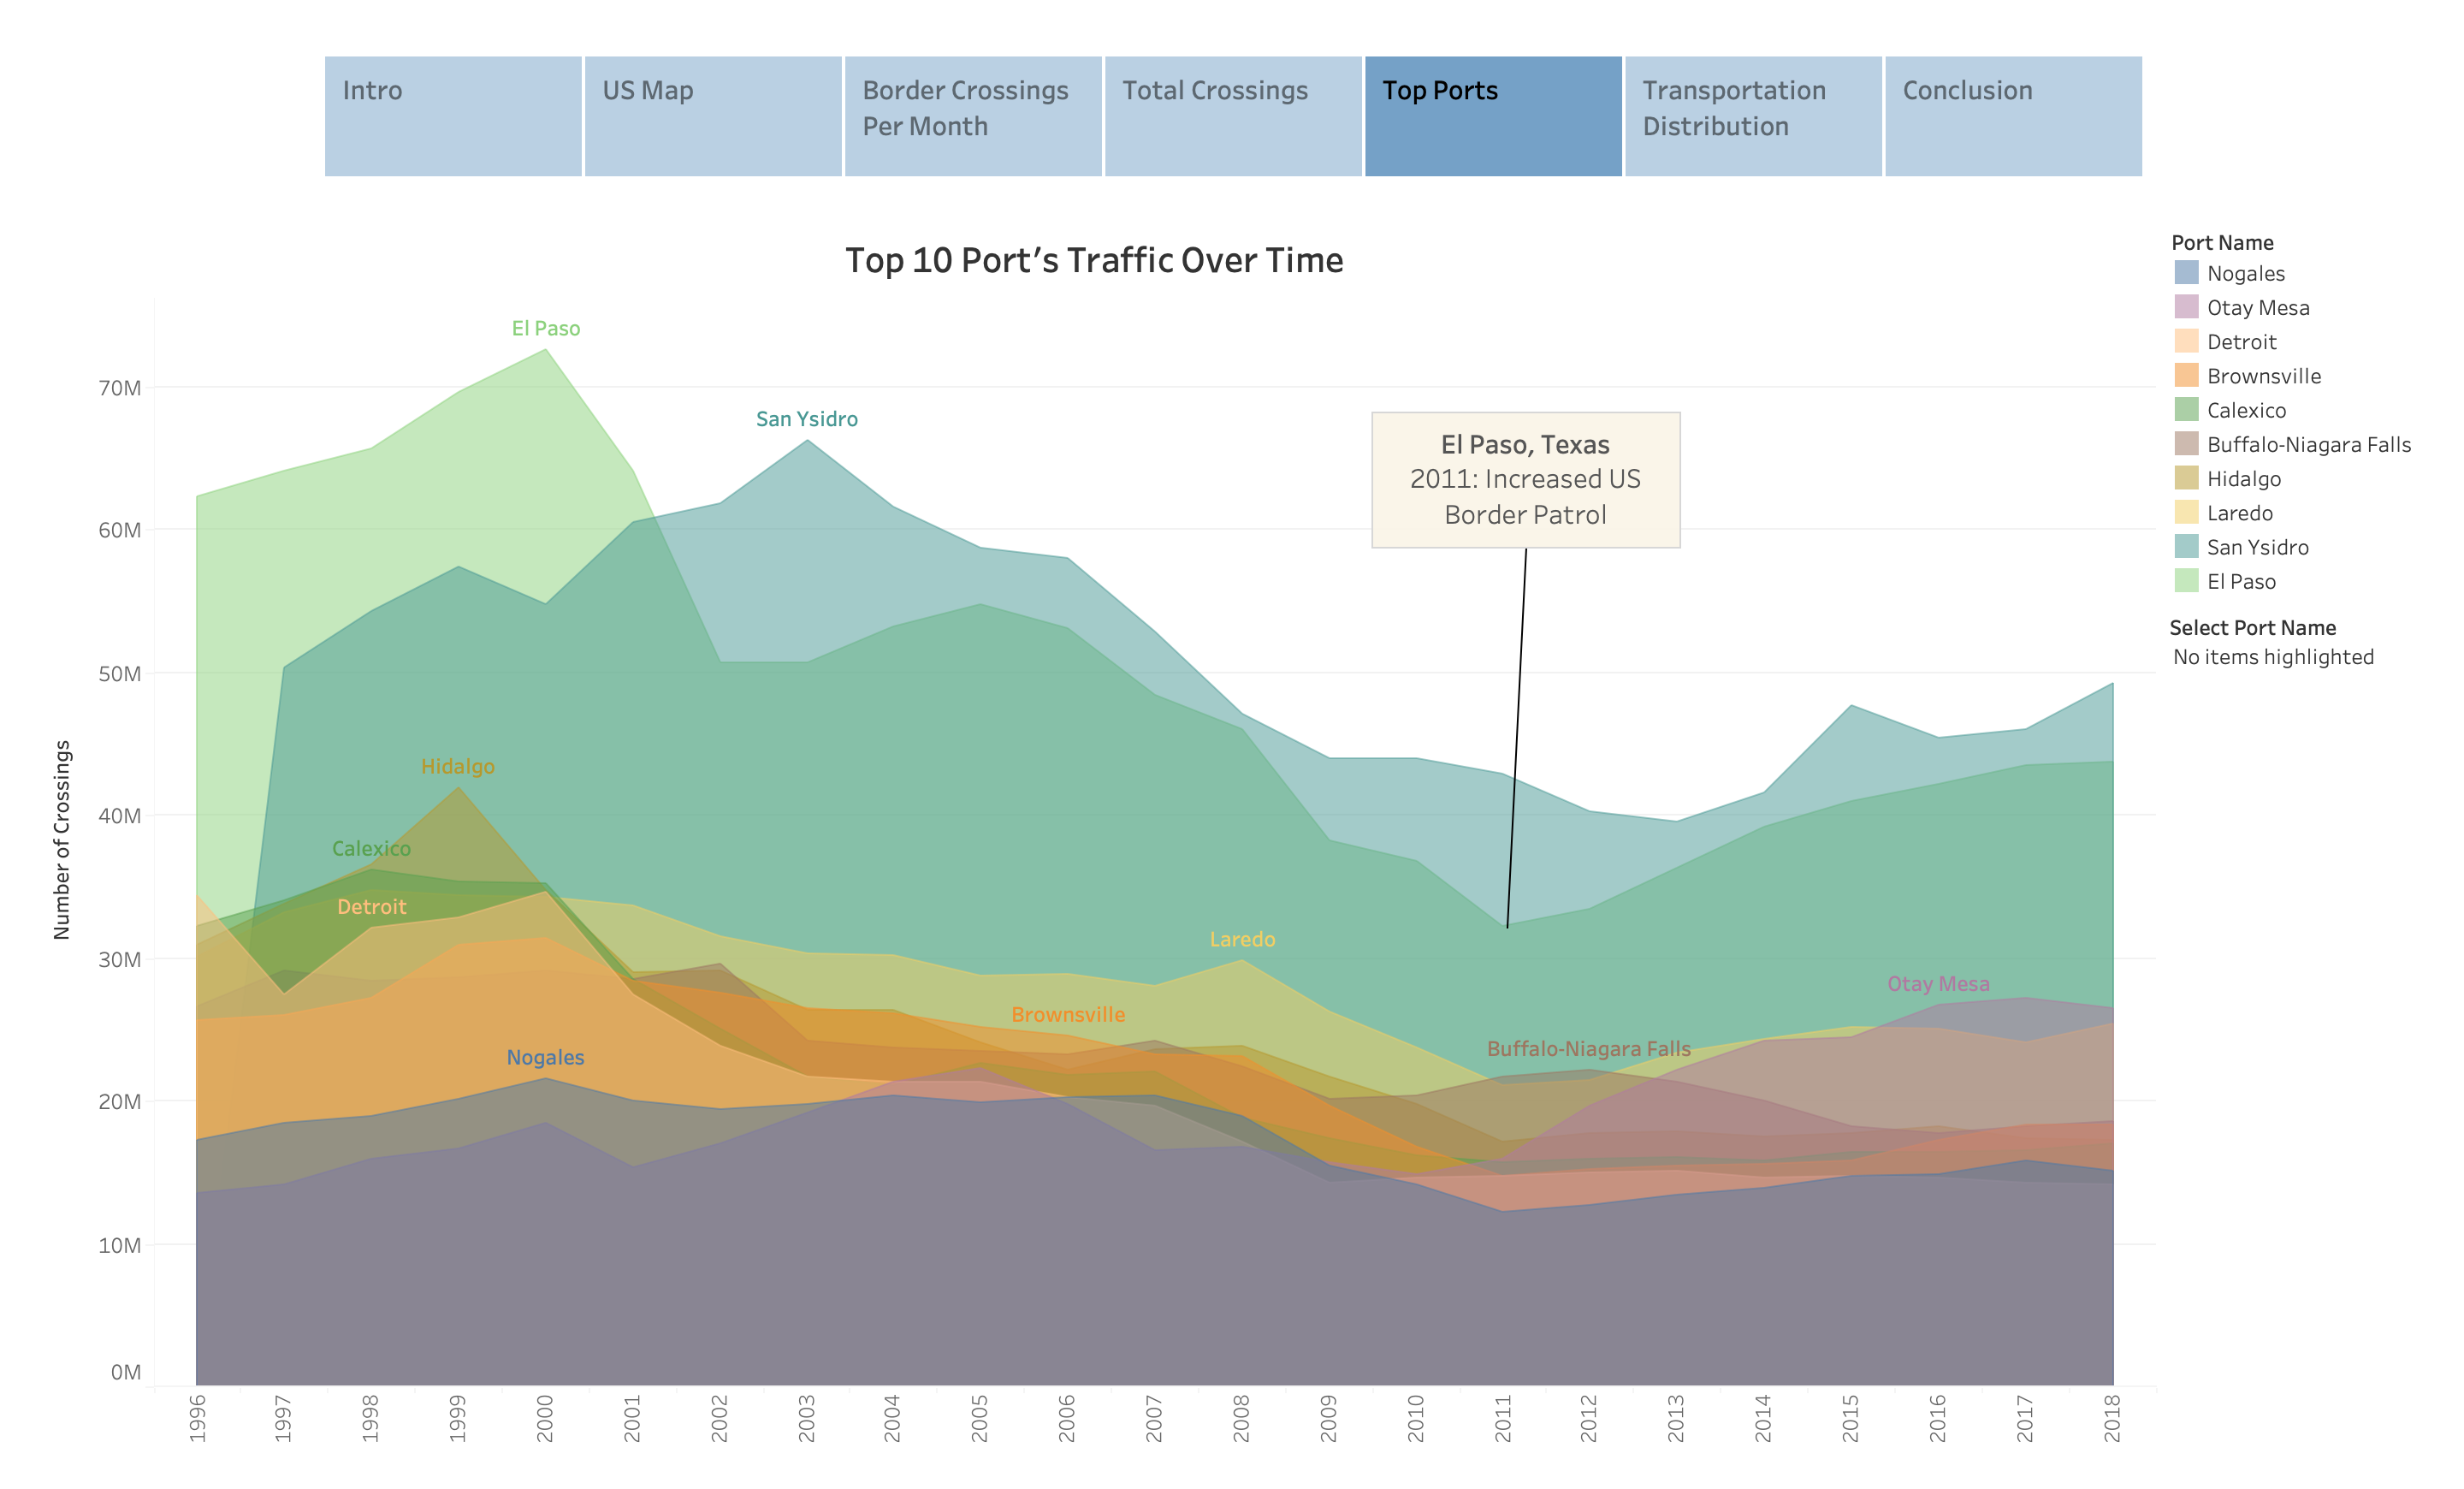 Intro
US Map
Border Crossings
Per Month
Total Crossings
Top Ports
Transportation
Distribution
Conclusion
Top 10 Port’s Traffic Over Time
Port Name
Nogales
Otay Mesa
Detroit
Brownsville
Calexico
Buffalo-Niagara Falls
Hidalgo
Laredo
San Ysidro
El Paso
Select Port Name
No items highlighted
Number of Crossings
70M
60M
50M
40M
30M
20M
10M
0M
El Paso
San Ysidro
El Paso, Texas
2011: Increased US
Border Patrol
Hidalgo
Calexico
Detroit
Laredo
Otay Mesa
Brownsville
Buffalo-Niagara Falls
Nogales
1996
1997
1998
1999
2000
2001
2002
2003
2004
2005
2006
2007
2008
2009
2010
2011
2012
2013
2014
2015
2016
2017
2018